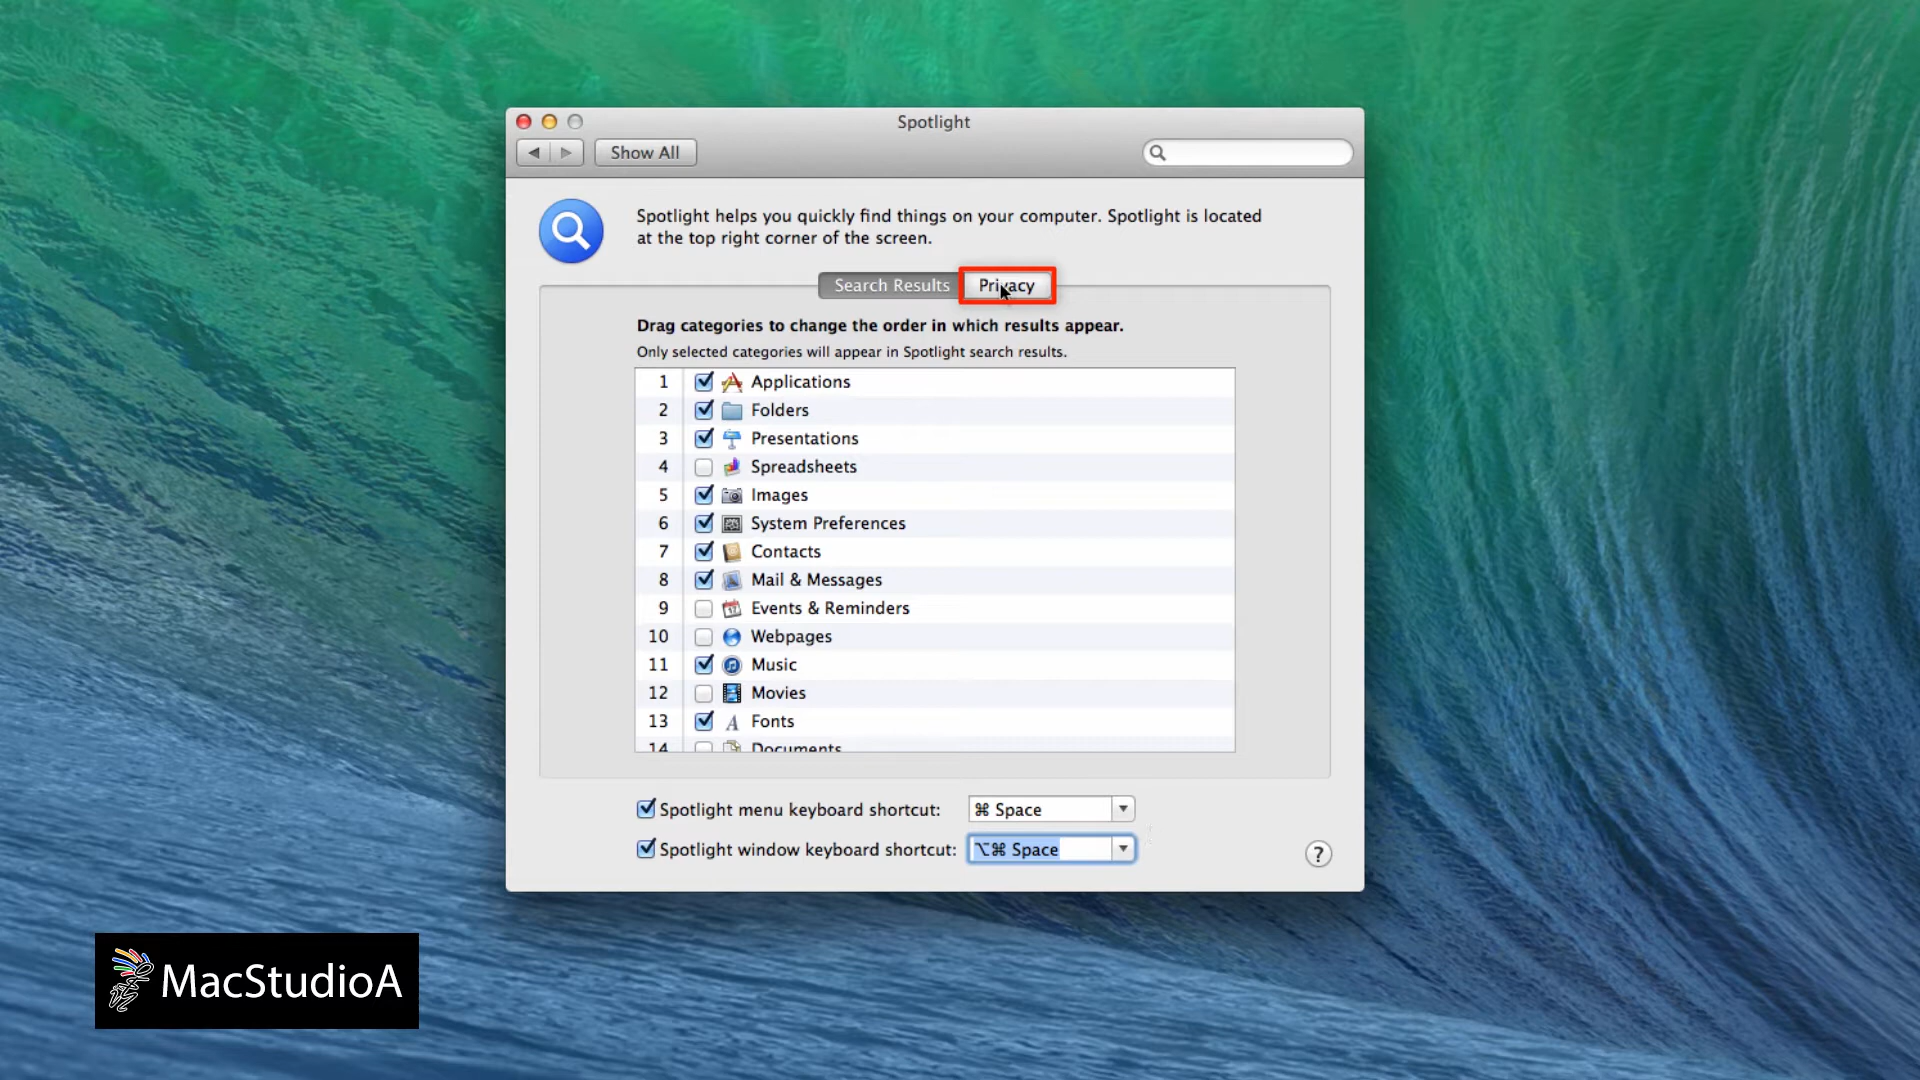 Spotlight
Show All
Spotlight helps you quickly find things on your computer. Spotlight is located
at the top right corner of the screen.
Search Results
Privacy
Drag categories to change the order in which results appear.
Only selected categories will appear in Spotlight search results.
1 Applications
2 Folders
3 Presentations
4 Spreadsheets
5 Images
6 System Preferences
7 Contacts
8 Mail & Messages
9 Events & Reminders
10 Webpages
11 Music
12 Movies
13 Fonts
14 Documents
Spotlight menu keyboard shortcut: ⌘ Space
Spotlight window keyboard shortcut: ⌥⌘ Space
?
MacStudioA